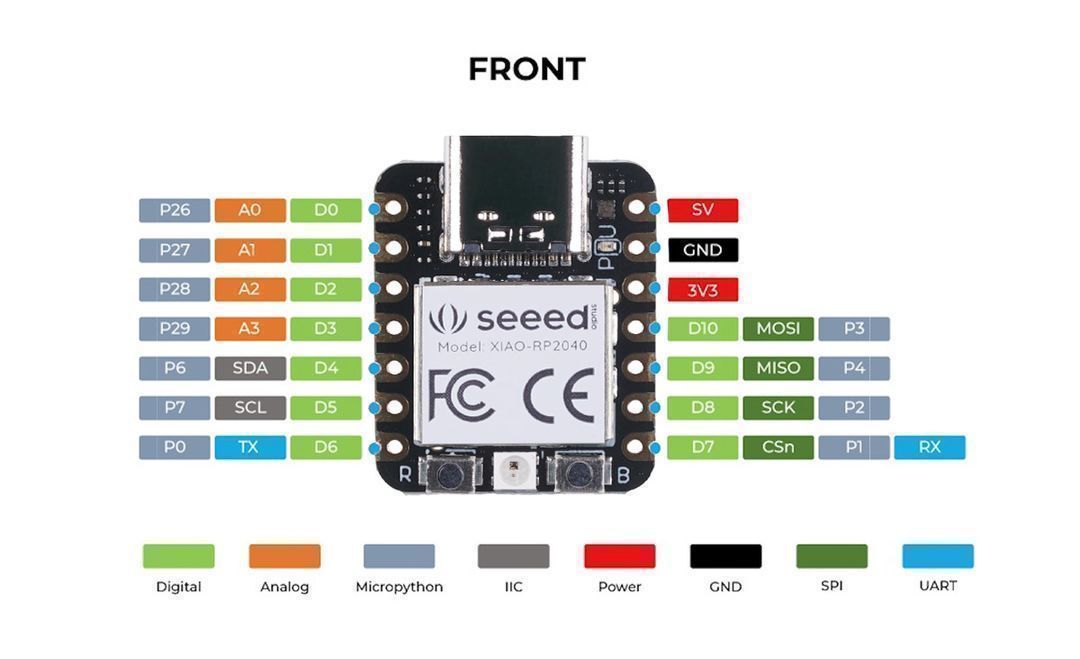 FRONT
P26 A0 D0 5V
P27 A1 D1 GND
P28 A2 D2 3V3
P29 A3 D3 D10 MOSI P3
P6 SDA D4 D9 MISO P4
P7 SCL D5 D8 SCK P2
P0 TX D6 D7 CSn P1 RX
seeed studio
Model: XIAO-RP2040
FC CE
R B
Digital Analog Micropython IIC Power GND SPI UART